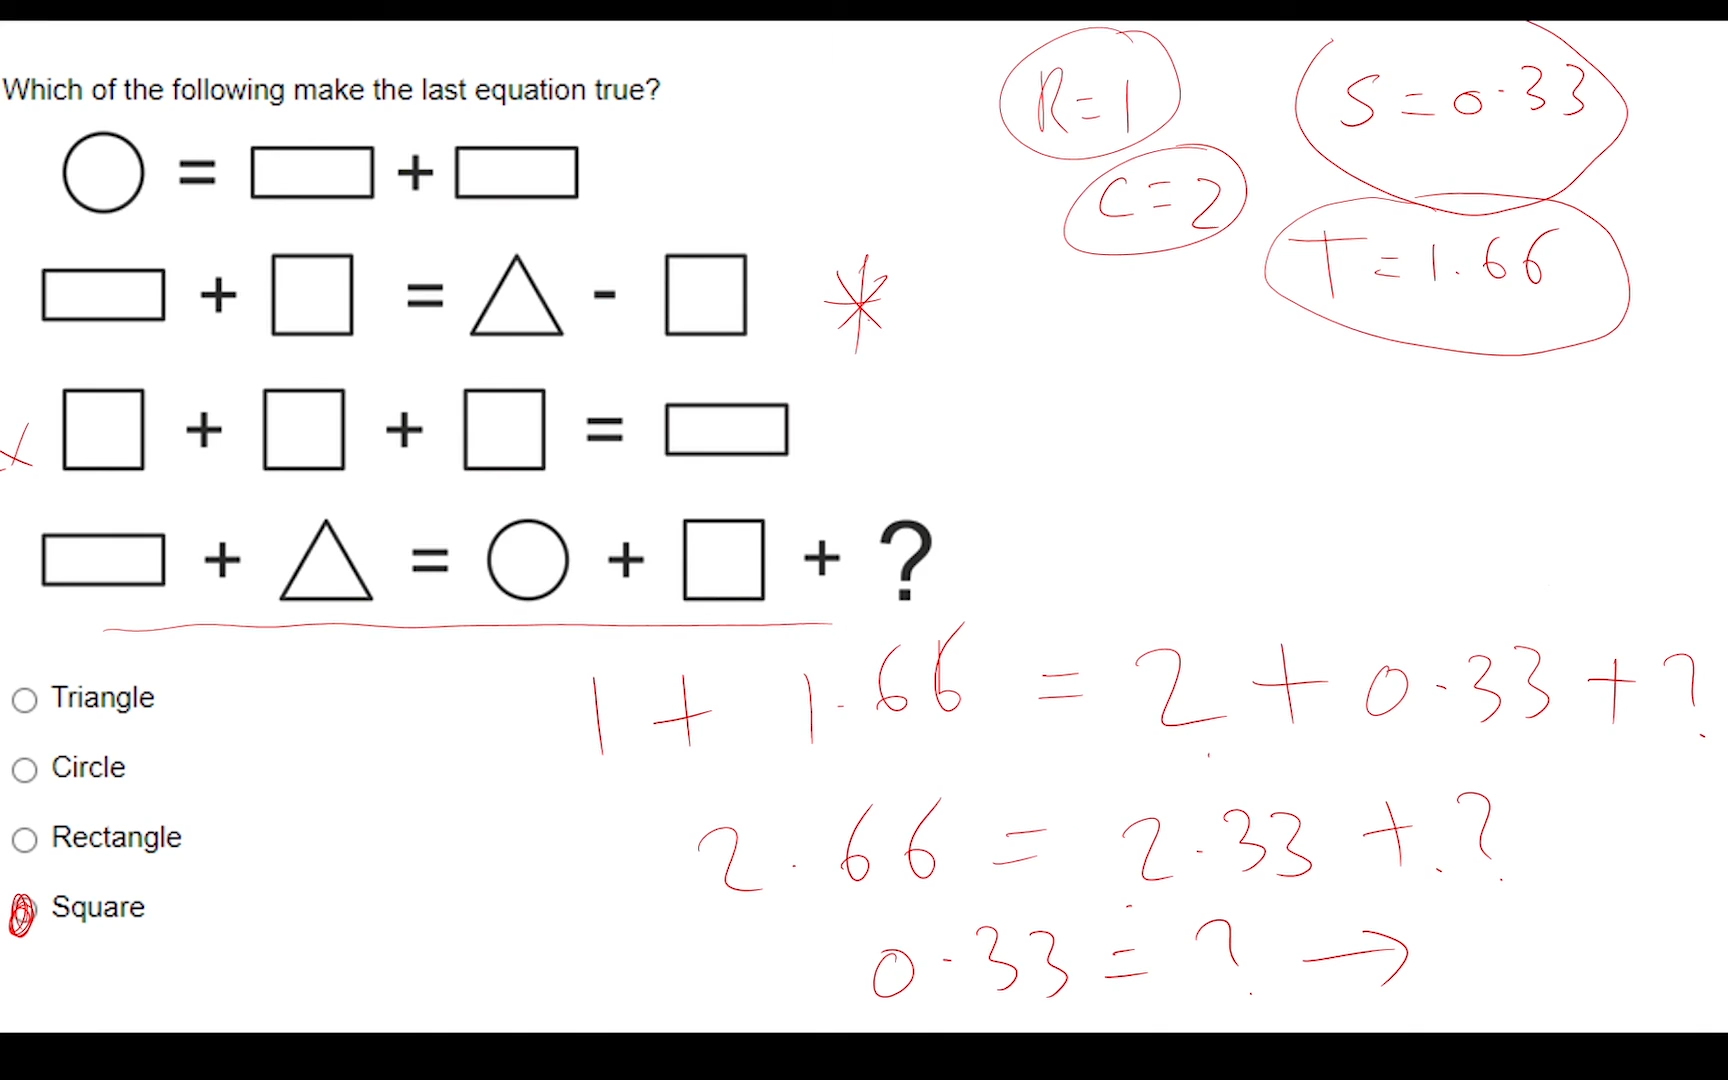 Which of the following make the last equation true?
R=1
S=0.33
C=2
T=1.66
= +
+ = -
+ + =
+ = + + ?
1+1.66=2+0.33+?
2.66=2.33+?
0.33=? →
Triangle
Circle
Rectangle
Square